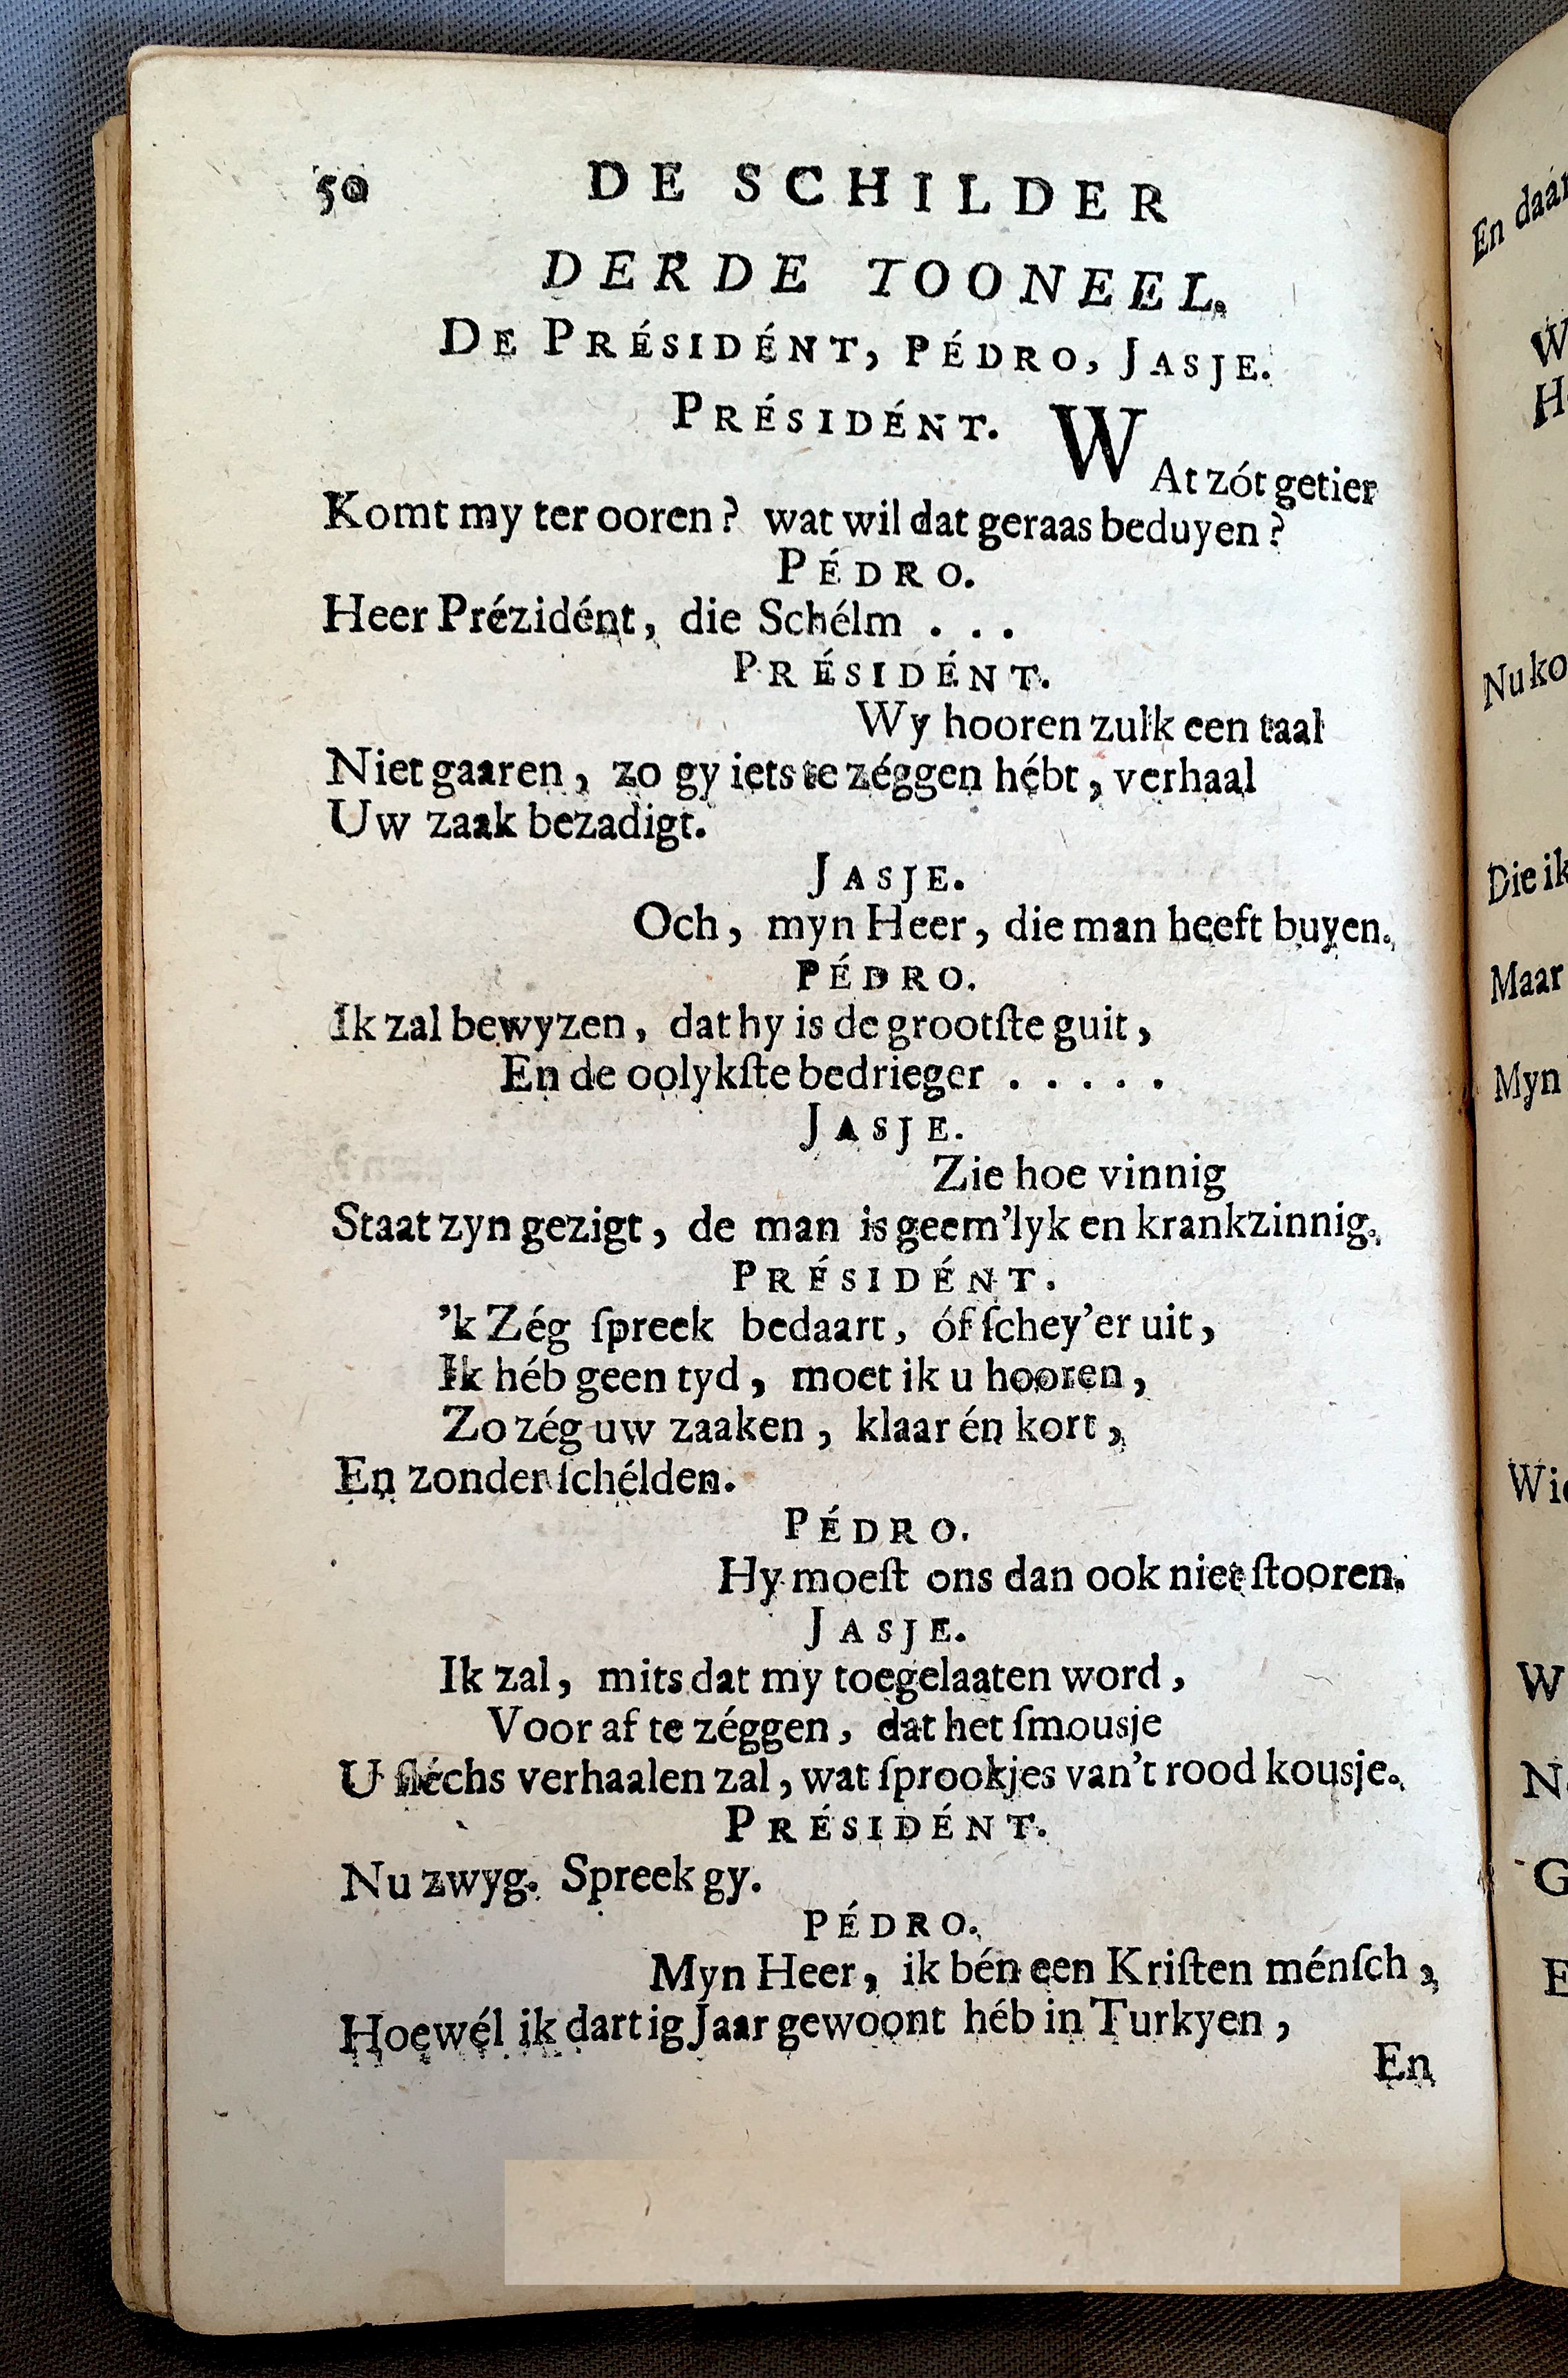 50 DE SCHILDER
DERDE TOONEEL.
DE PRÉSIDÉNT, PÉDRO, JASJE.
PRÉSIDÉNT. WAt zót getier
Komt my ter ooren? wat wil dat geraas beduyen?
PÉDRO.
Heer Prézidént, die Schélm . . .
PRÉSIDÉNT.
Wy hooren zulk een taal
Niet gaaren, zo gy iets te zéggen hébt, verhaal
Uw zaak bezadigt.
JASJE.
Och, myn Heer, die man heeft buyen.
PÉDRO.
Ik zal bewyzen, dat hy is de grootſte guit,
En de oolykſte bedrieger . . . . .
JASJE.
Zie hoe vinnig
Staat zyn gezigt, de man is geem'lyk en krankzinnig.
PRÉSIDÉNT.
'k Zég ſpreek bedaart, óf ſchey'er uit,
Ik héb geen tyd, moet ik u hooren,
Zo zég uw zaaken, klaar én kort,
En zonder ſchélden.
PÉDRO.
Hy moeſt ons dan ook niet ſtooren.
JASJE.
Ik zal, mits dat my toegelaaten word,
Voor af te zéggen, dat het ſmousje
U ſléchs verhaalen zal, wat ſprookjes van't rood kousje.
PRÉSIDÉNT.
Nu zwyg. Spreek gy.
PÉDRO.
Myn Heer, ik bén een Kriſten ménſch,
Hoewél ik dartig Jaar gewoont héb in Turkyen,
En
En
W
Die
Maar
Myn
W
G
E